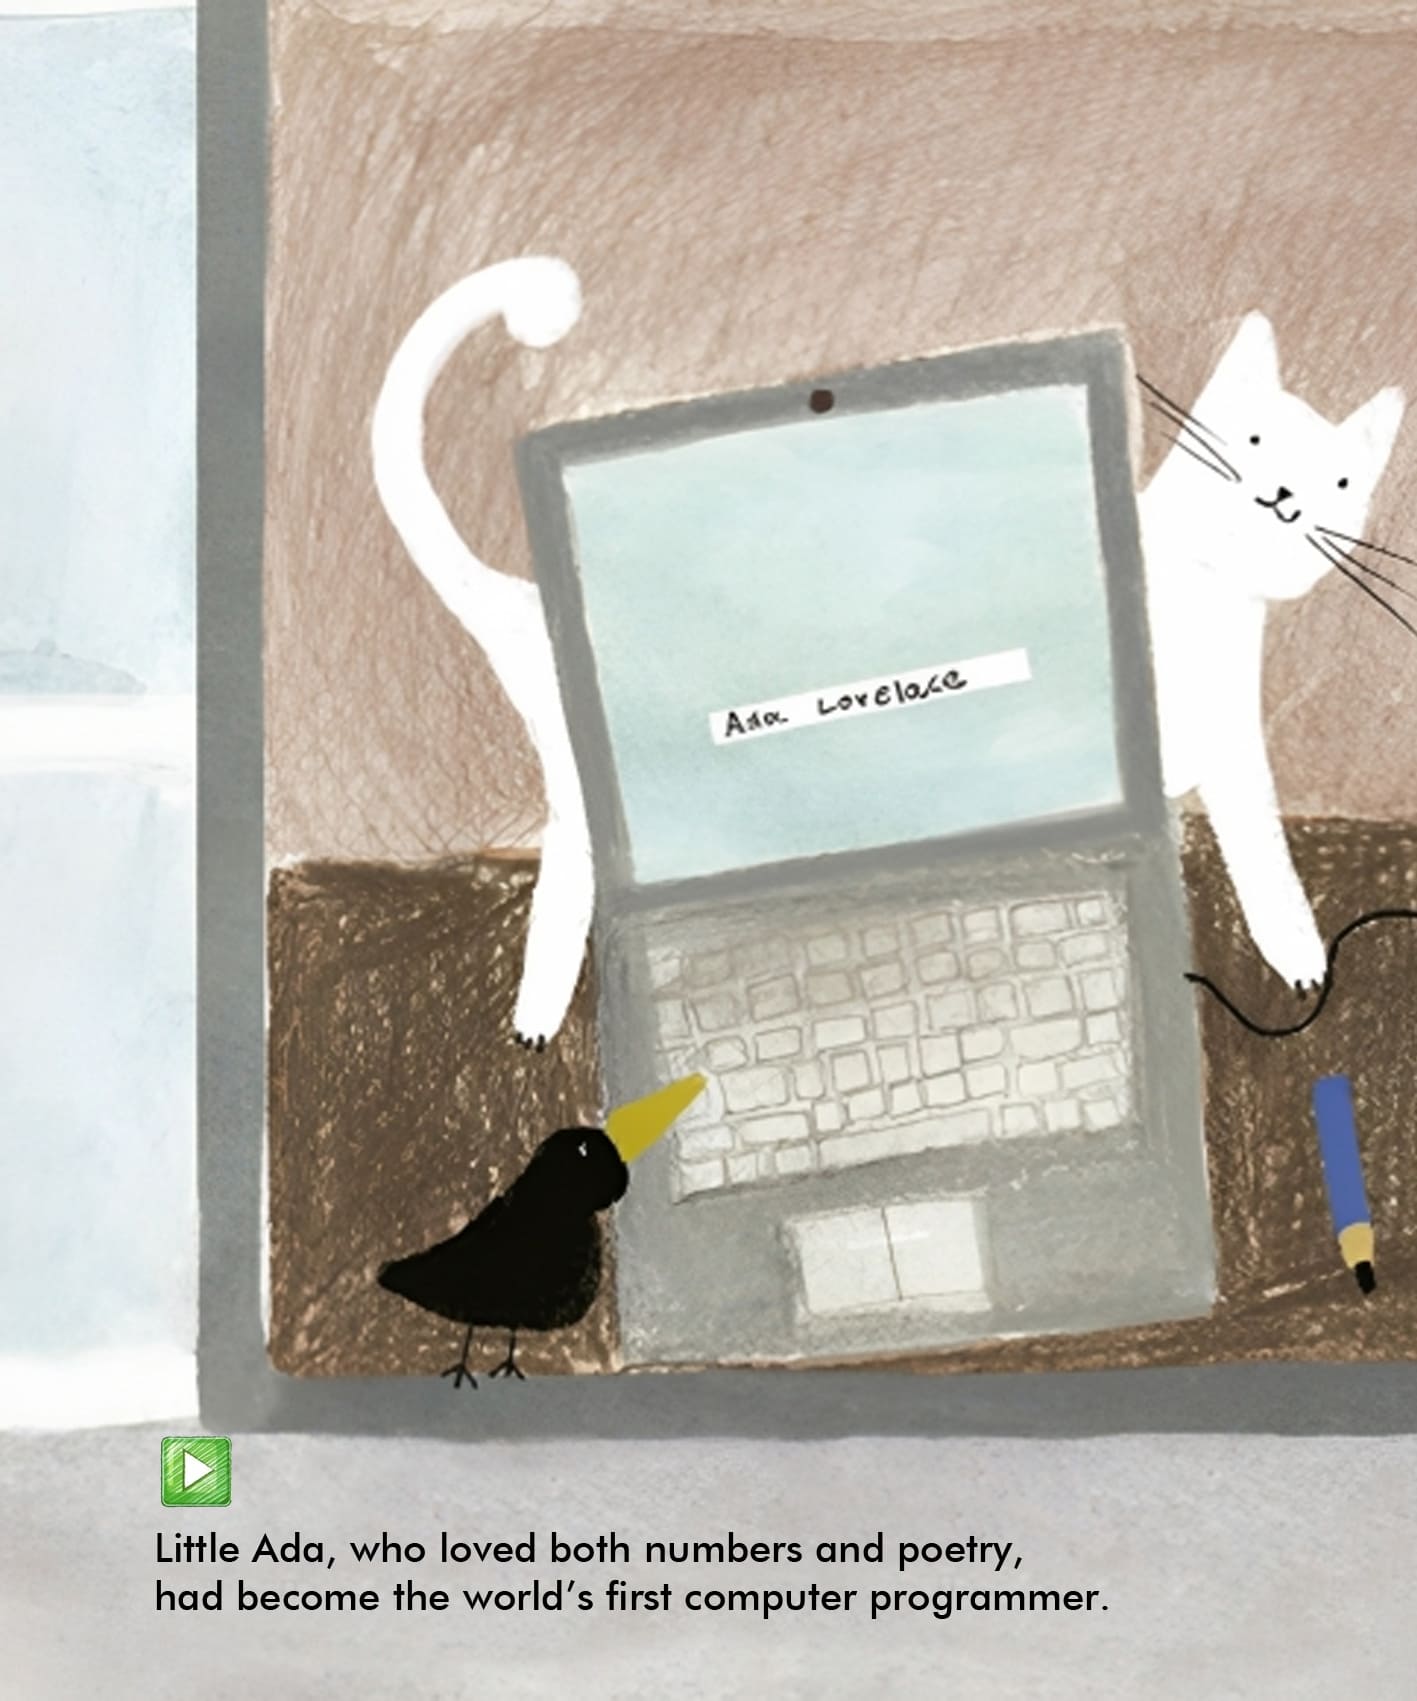 Ada Lovelace
Little Ada, who loved both numbers and poetry,
had become the world's first computer programmer.